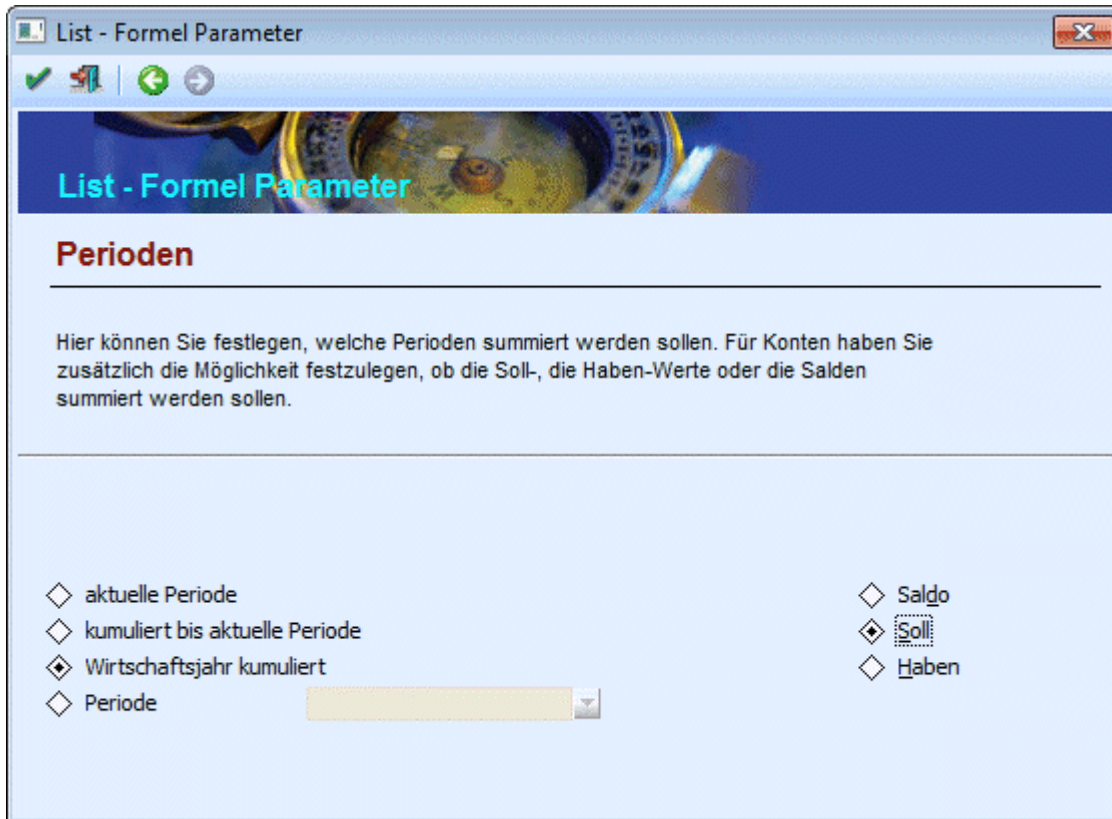 List - Formel Parameter
List - Formel Parameter
Perioden
Hier können Sie festlegen, welche Perioden summiert werden sollen. Für Konten haben Sie
zusätzlich die Möglichkeit festzulegen, ob die Soll-, die Haben-Werte oder die Salden
summiert werden sollen.
aktuelle Periode
kumuliert bis aktuelle Periode
Wirtschaftsjahr kumuliert
Periode
Saldo
Soll
Haben